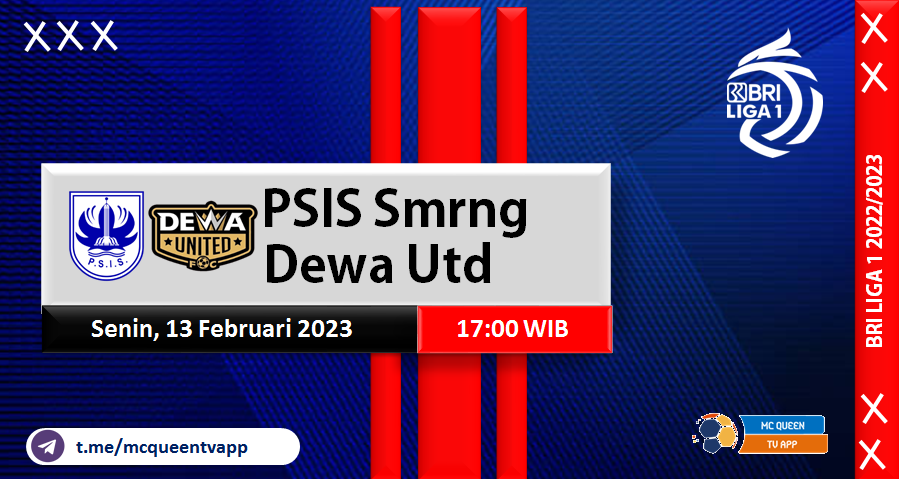 X X X
BRI
LIGA 1
PSIS Smrng
Dewa Utd
P.S.I.S.
DEWA
UNITED
FC
Senin, 13 Februari 2023
17:00 WIB
BRI LIGA 1 2022/2023
t.me/mcqueentvapp
MC QUEEN
TV APP